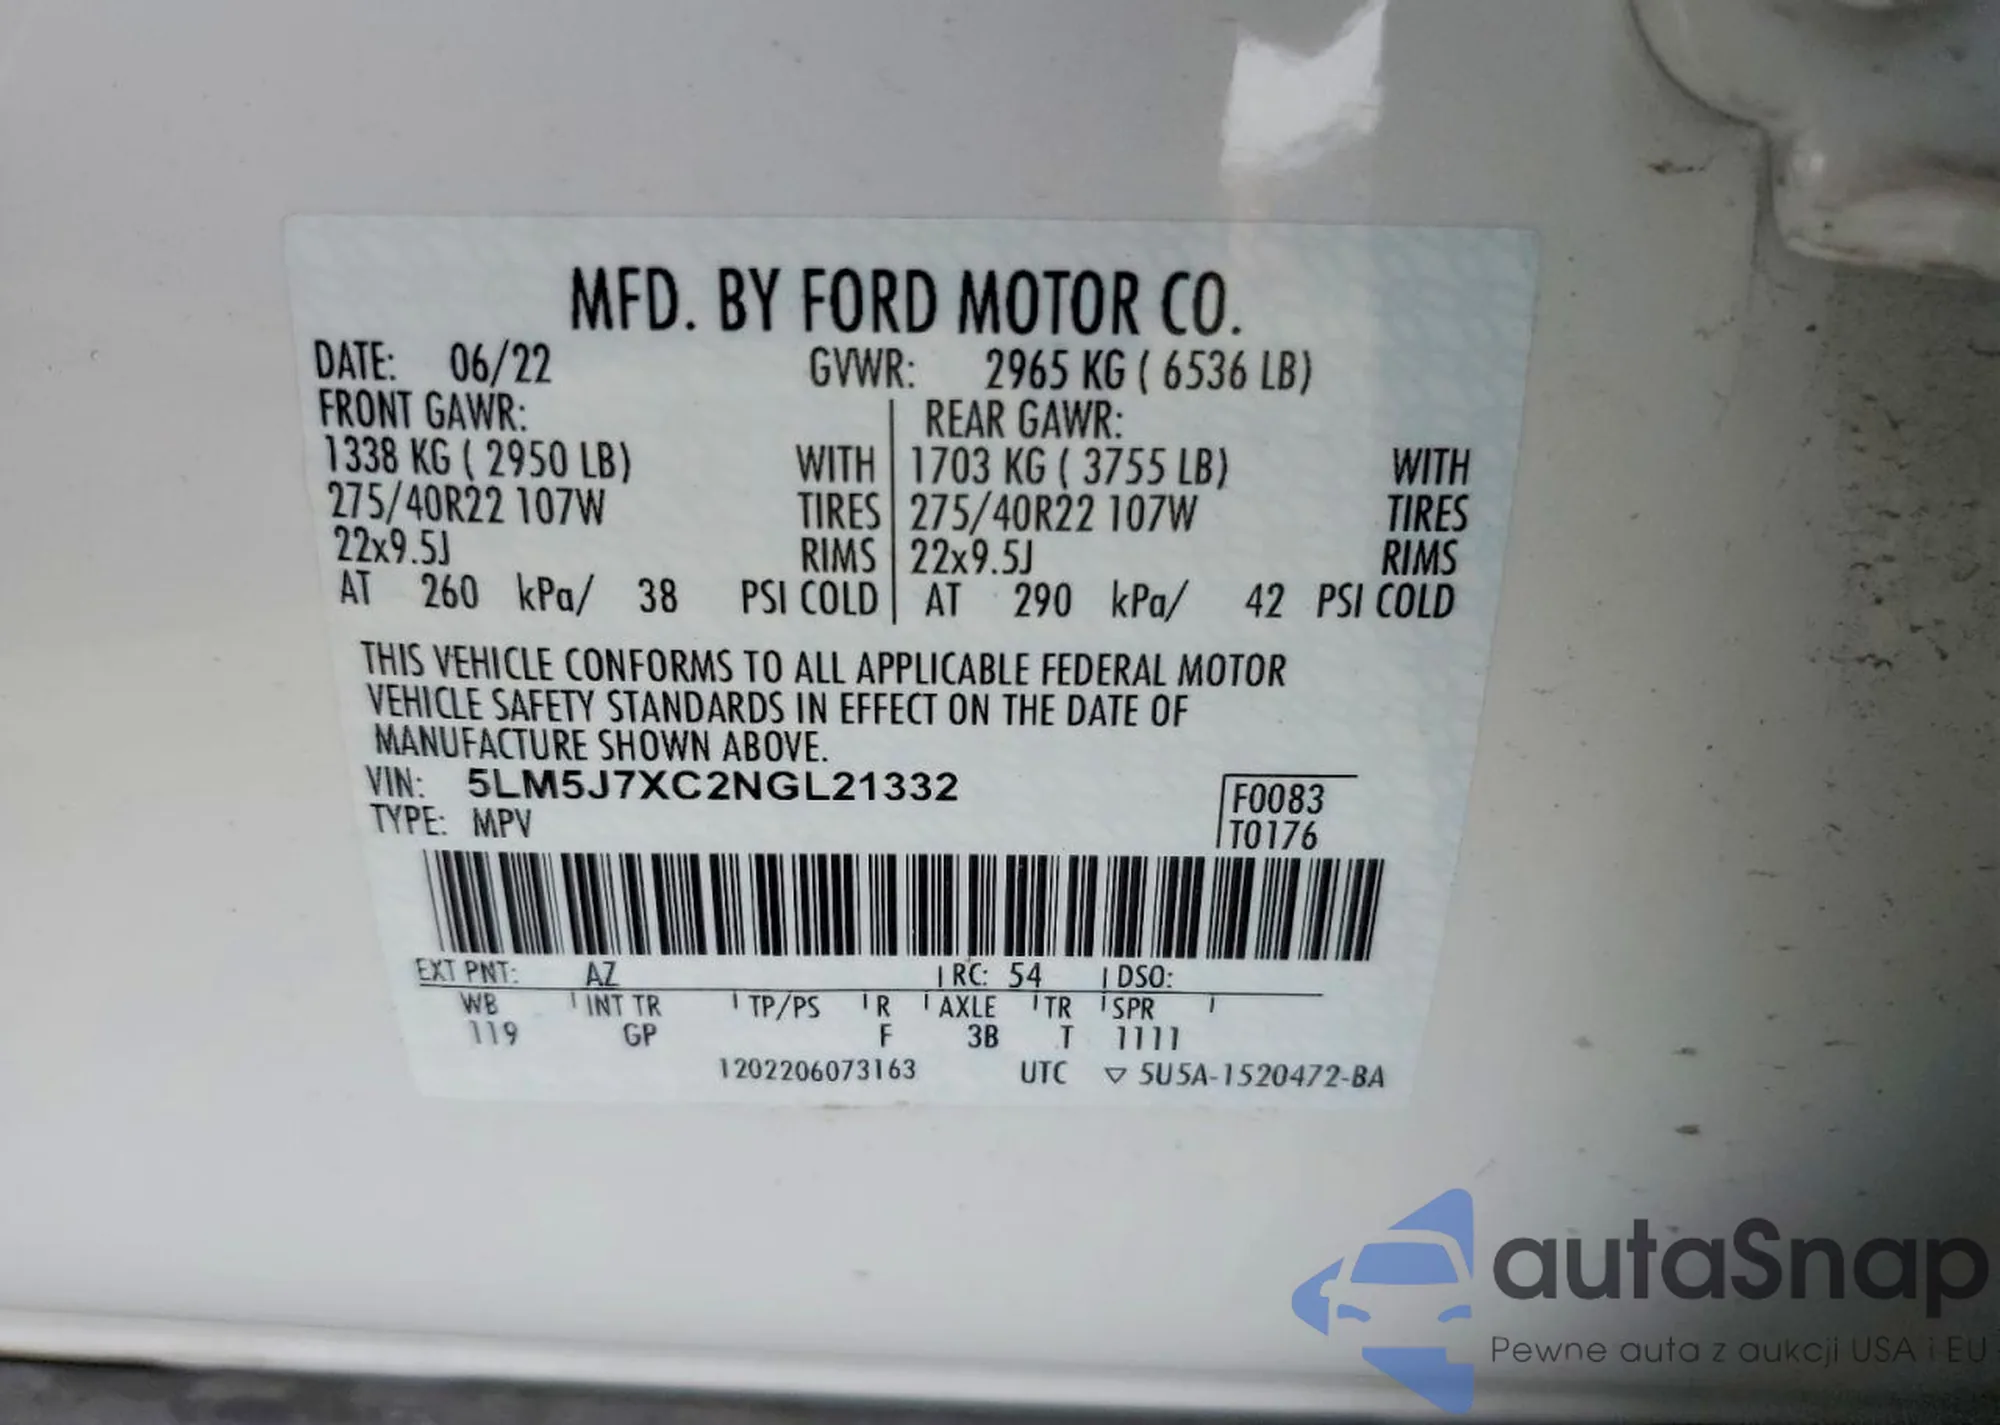 MFD. BY FORD MOTOR CO.
DATE: 06/22 GVWR: 2965 KG ( 6536 LB)
FRONT GAWR: REAR GAWR:
1338 KG ( 2950 LB) WITH 1703 KG ( 3755 LB) WITH
275/40R22 107W TIRES 275/40R22 107W TIRES
22x9.5J RIMS 22x9.5J RIMS
AT 260 kPa/ 38 PSI COLD AT 290 kPa/ 42 PSI COLD
THIS VEHICLE CONFORMS TO ALL APPLICABLE FEDERAL MOTOR
VEHICLE SAFETY STANDARDS IN EFFECT ON THE DATE OF
MANUFACTURE SHOWN ABOVE.
VIN: 5LM5J7XC2NGL21332 F0083
TYPE: MPV T0176
EXT PNT: AZ RC: 54 DSO:
WB INT TR TP/PS R AXLE TR SPR
119 GP F 3B T 1111
1202206073163 UTC ▽ 5U5A-1520472-BA
autaSnap
Pewne auta z aukcji USA i EU